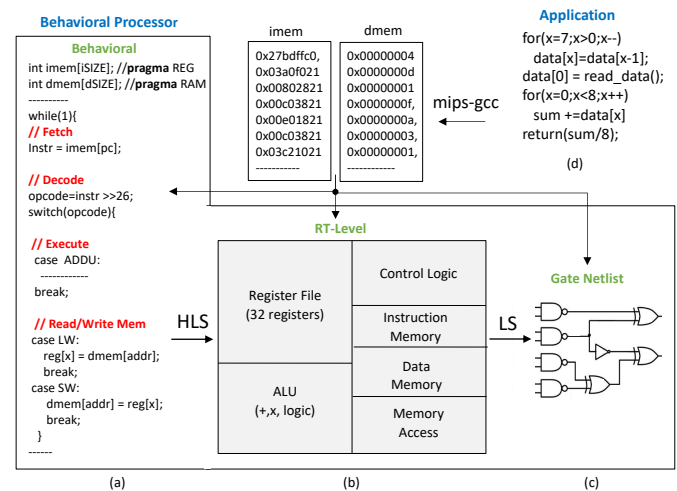 Behavioral Processor
Behavioral
int imem[iSIZE]; //pragma REG
int dmem[dSIZE]; //pragma RAM
----------
while(1){
// Fetch
Instr = imem[pc];
// Decode
opcode=instr >>26;
switch(opcode){
// Execute
case ADDU:
------------
break;
// Read/Write Mem
case LW:
reg[x] = dmem[addr];
break;
case SW:
dmem[addr] = reg[x];
break;
}
------
(a)
imem
0x27bdffc0,
0x03a0f021
0x00802821
0x00c03821
0x00e01821
0x00c03821
0x03c21021
-----------
dmem
0x00000004
0x0000000d
0x00000001
0x0000000f,
0x0000000a,
0x00000003,
0x00000001,
------------
mips-gcc
Application
for(x=7;x>0;x--)
data[x]=data[x-1];
data[0] = read_data();
for(x=0;x<8;x++)
sum +=data[x]
return(sum/8);
(d)
HLS
RT-Level
Register File
(32 registers)
ALU
(+,x, logic)
Control Logic
Instruction
Memory
Data
Memory
Memory
Access
(b)
LS
Gate Netlist
(c)